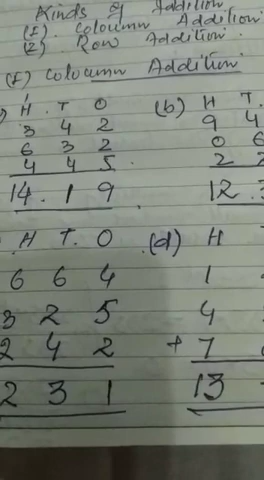 Kinds of Addition
(1). Coloumn Addition.
(2). Row Addition.
(1) Coloumn Addition
H . T O
3 4 2
6 3 2
4 4 5
14 . 1 9
(b) H T.
9 4
0 6
2 2
12 .
H T. O
6 6 4
3 2 5
2 4 2
2 3 1
(d) H
1
4
+ 7
13